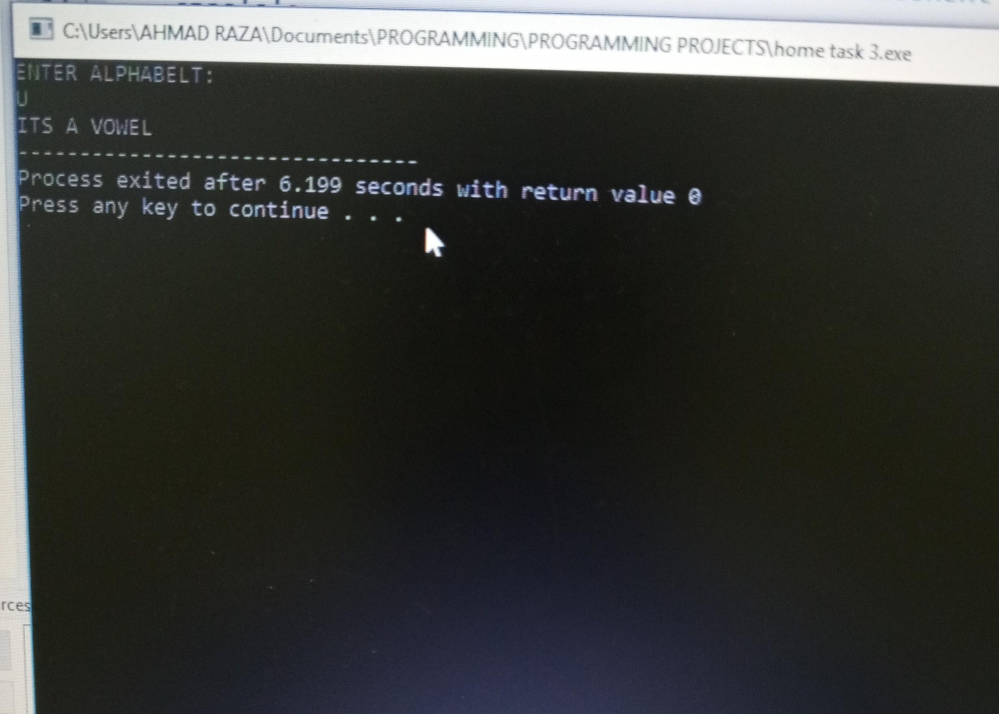 C:\Users\AHMAD RAZA\Documents\PROGRAMMING\PROGRAMMING PROJECTS\home task 3.exe
ENTER ALPHABELT:
U
ITS A VOWEL
--------------------------------
Process exited after 6.199 seconds with return value 0
Press any key to continue . . .
rces